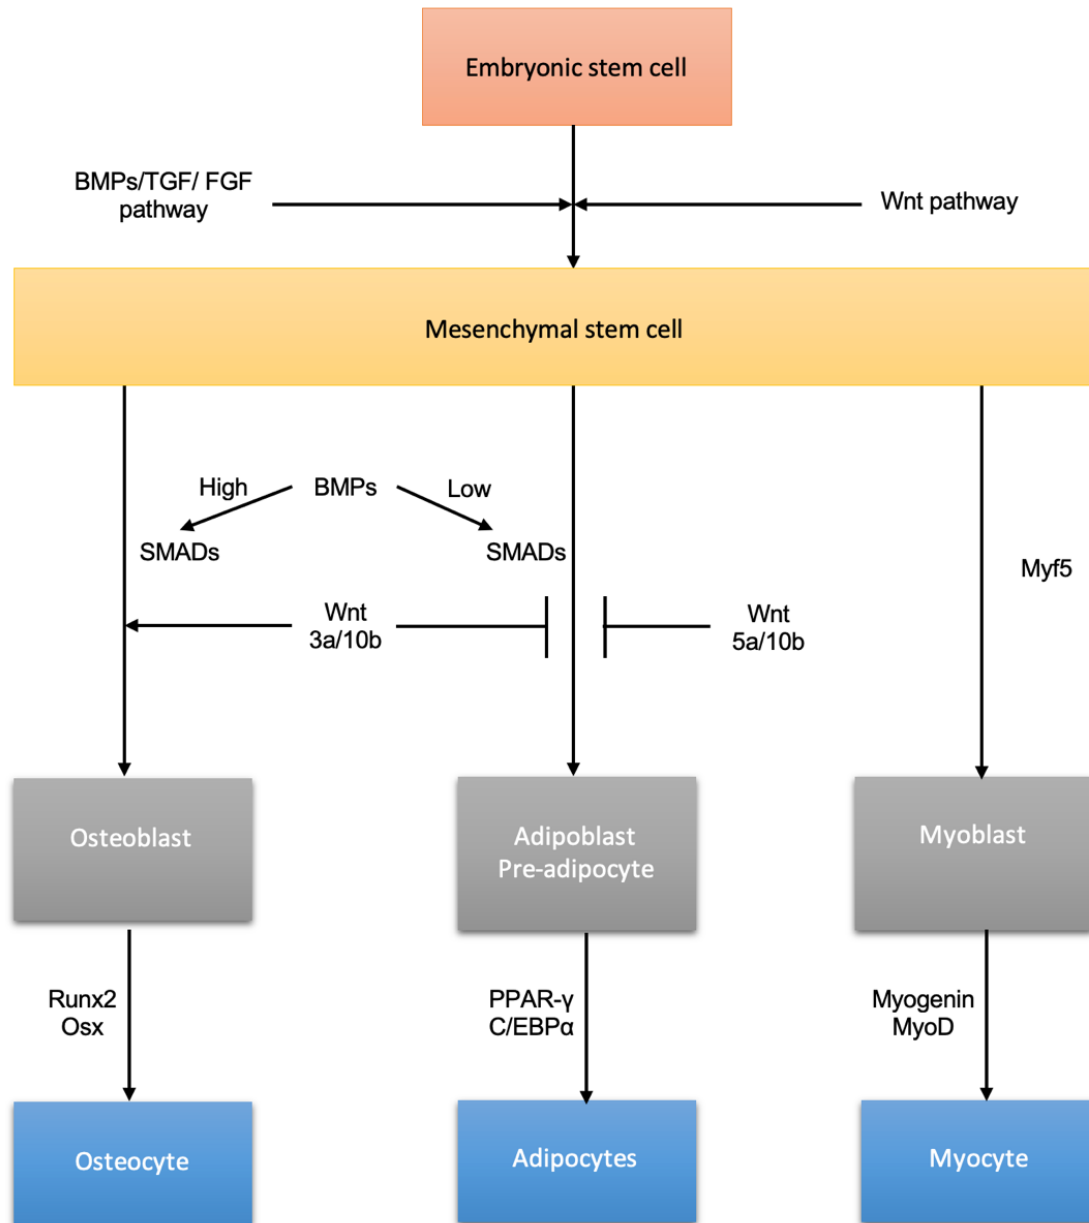 Embryonic stem cell
BMPs/TGF/ FGF
pathway
Wnt pathway
Mesenchymal stem cell
High
BMPs
Low
SMADs
SMADs
Myf5
Wnt
3a/10b
Wnt
5a/10b
Osteoblast
Adipoblast
Pre-adipocyte
Myoblast
Runx2
Osx
PPAR-γ
C/EBPα
Myogenin
MyoD
Osteocyte
Adipocytes
Myocyte